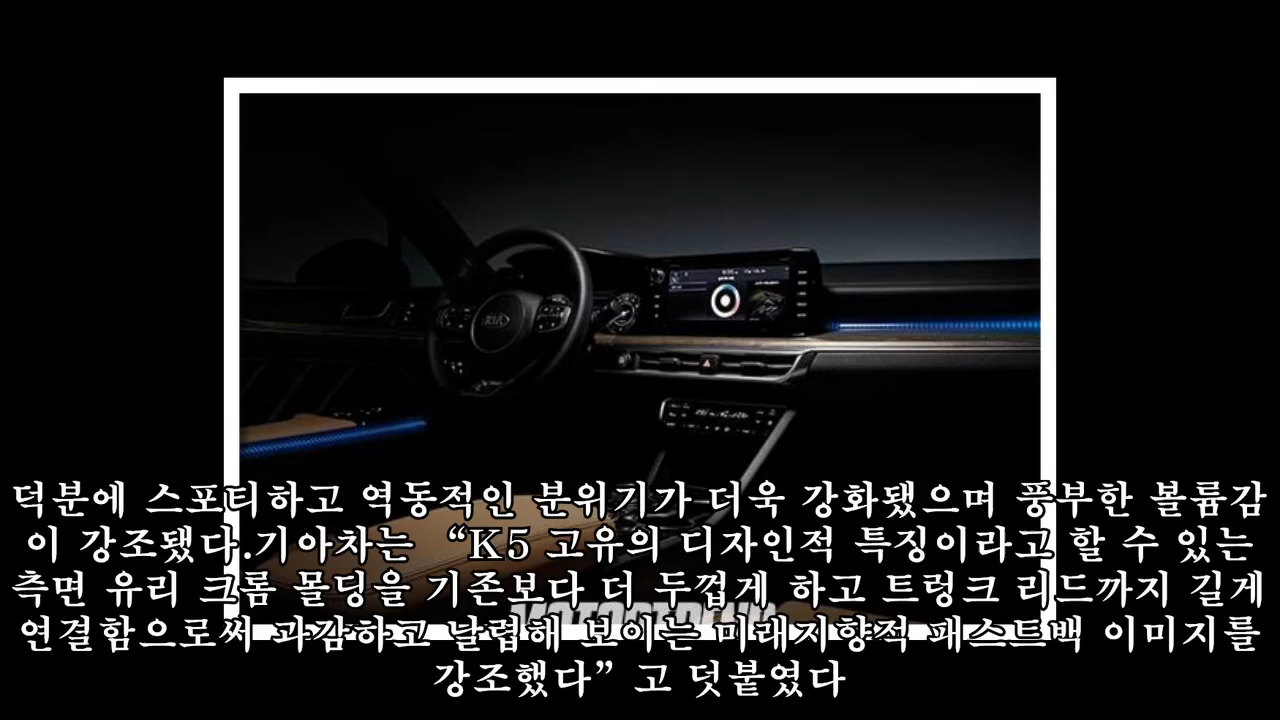 KIA
덕분에 스포티하고 역동적인 분위기가 더욱 강화됐으며 풍부한 볼륨감
이 강조됐다.기아차는 “K5 고유의 디자인적 특징이라고 할 수 있는
측면 유리 크롬 몰딩을 기존보다 더 두껍게 하고 트렁크 리드까지 길게
연결함으로써 과감하고 날렵해 보이는 미래지향적 패스트백 이미지를
강조했다” 고 덧붙였다